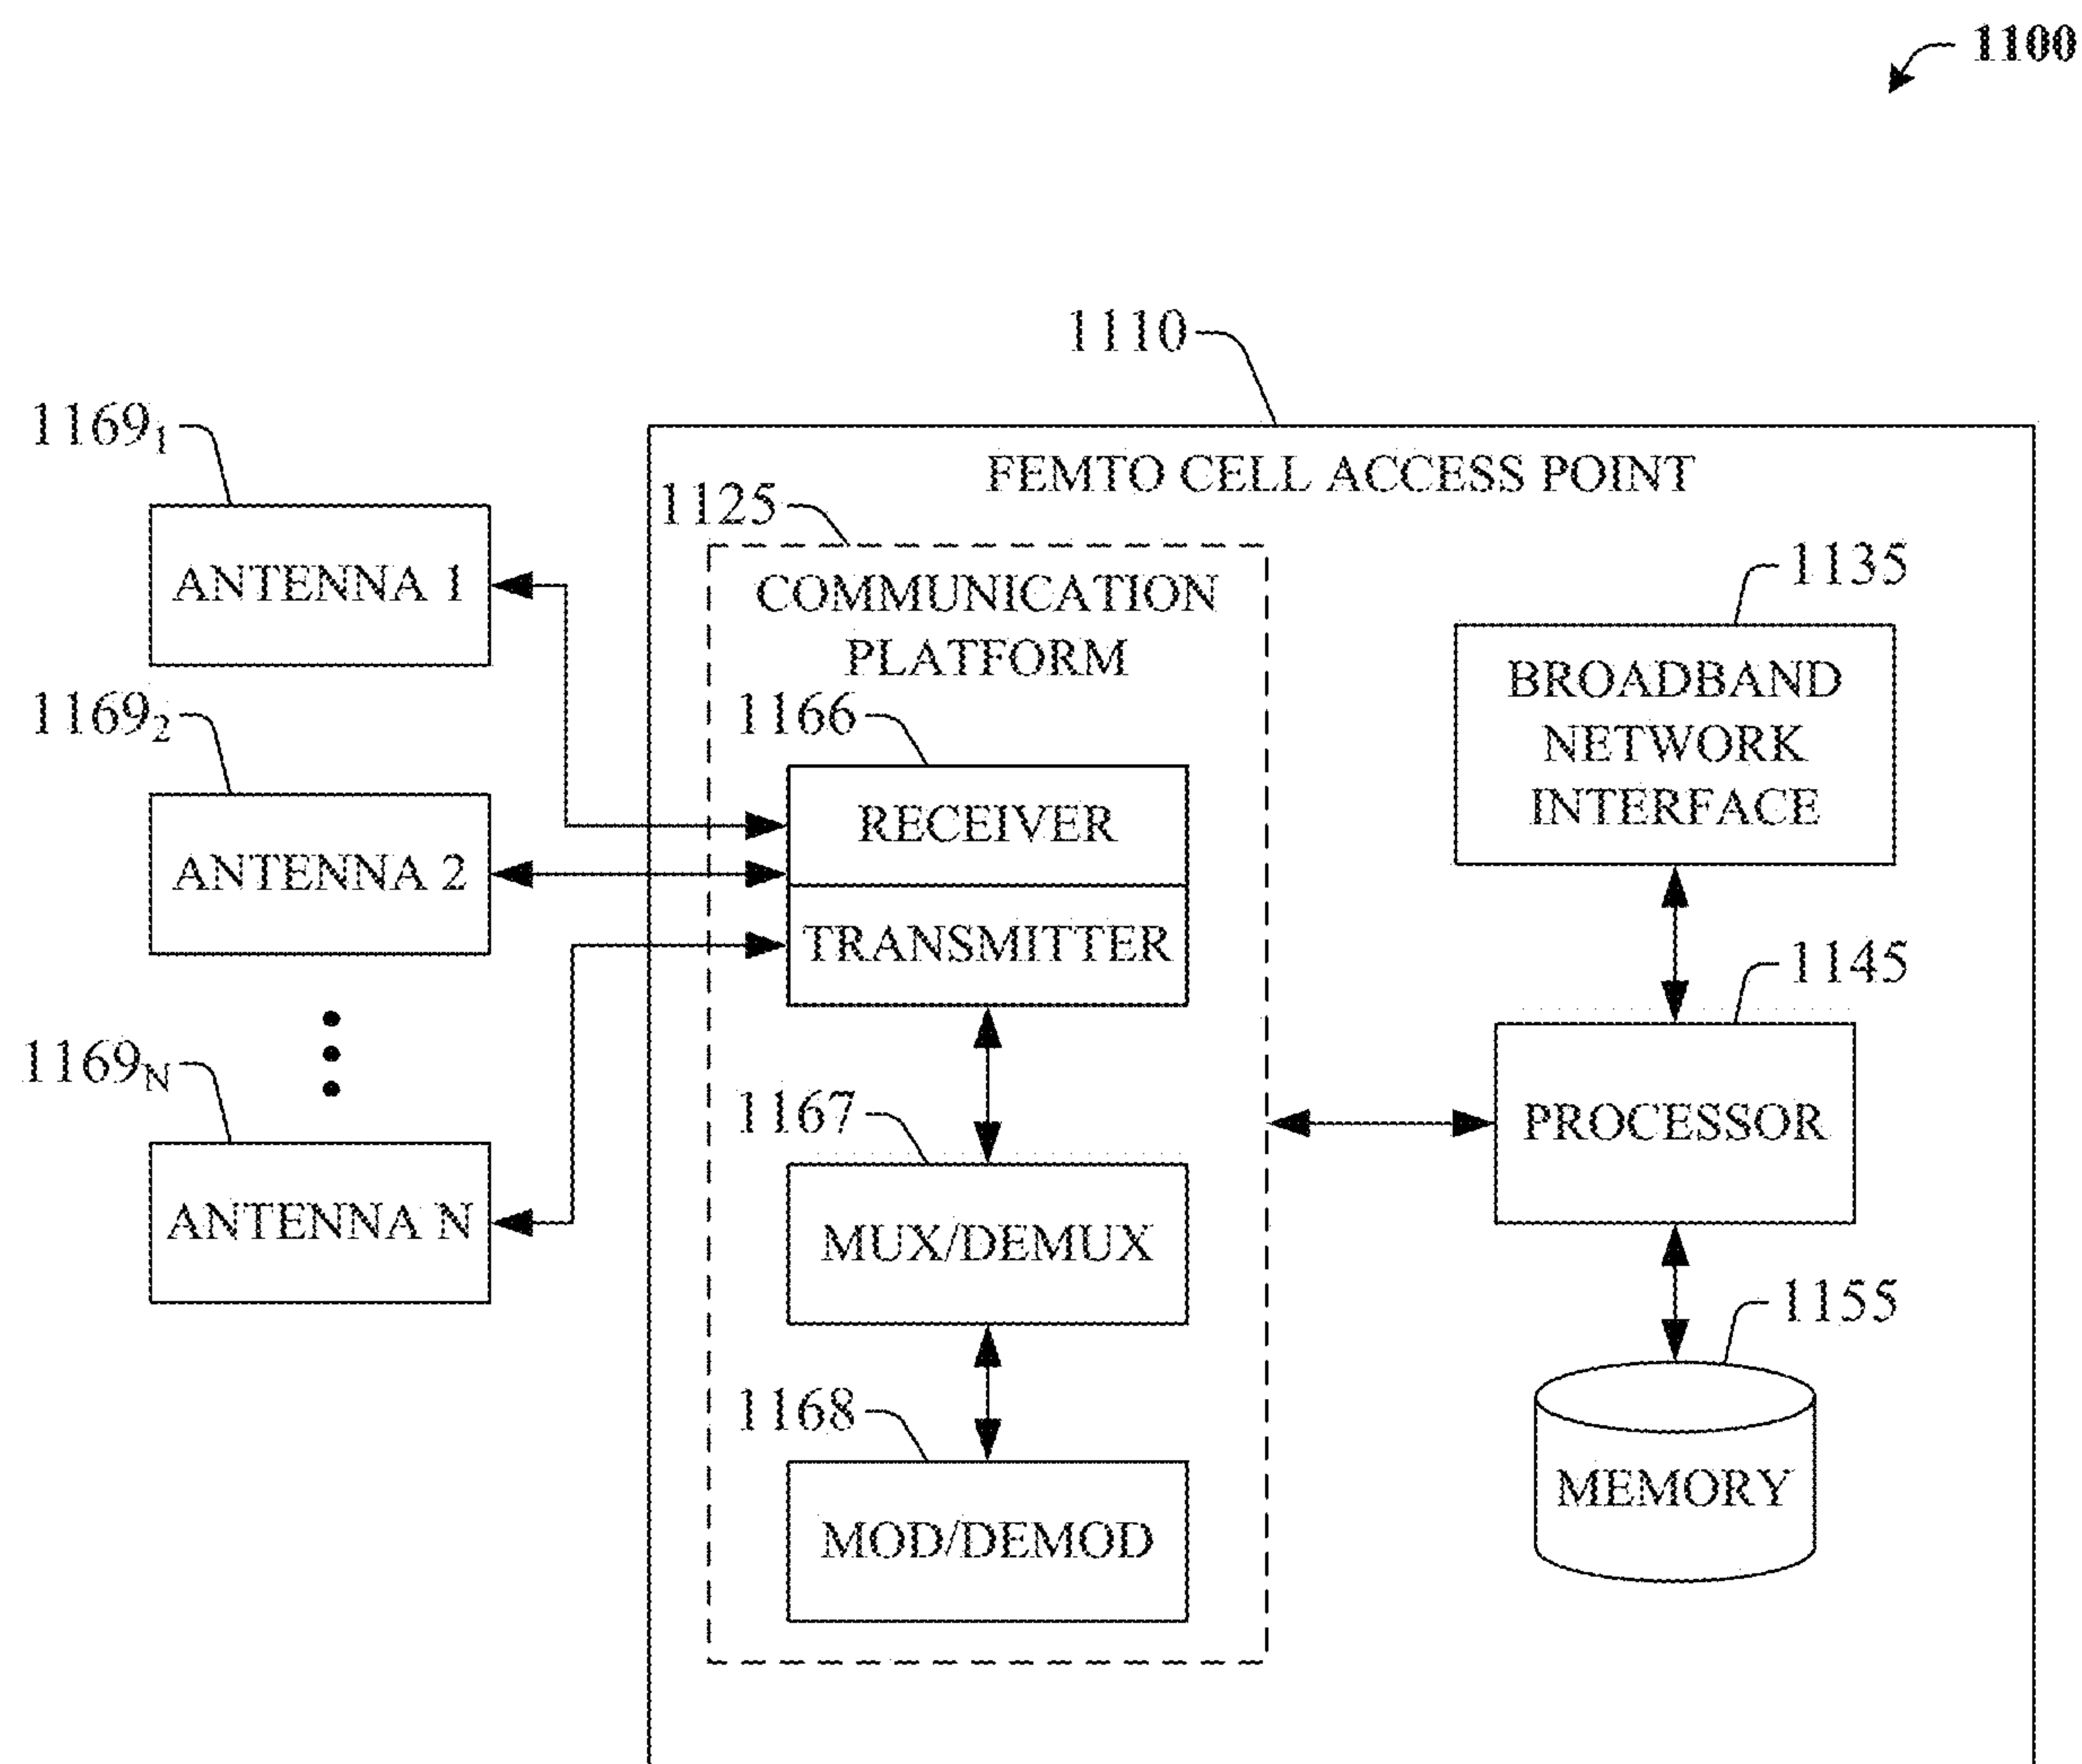 1100
1110
FEMTO CELL ACCESS POINT
1169₁
ANTENNA 1
1169₂
ANTENNA 2
1169N
ANTENNA N
1125
COMMUNICATION
PLATFORM
1166
RECEIVER
TRANSMITTER
1167
MUX/DEMUX
1168
MOD/DEMOD
1135
BROADBAND
NETWORK
INTERFACE
1145
PROCESSOR
1155
MEMORY